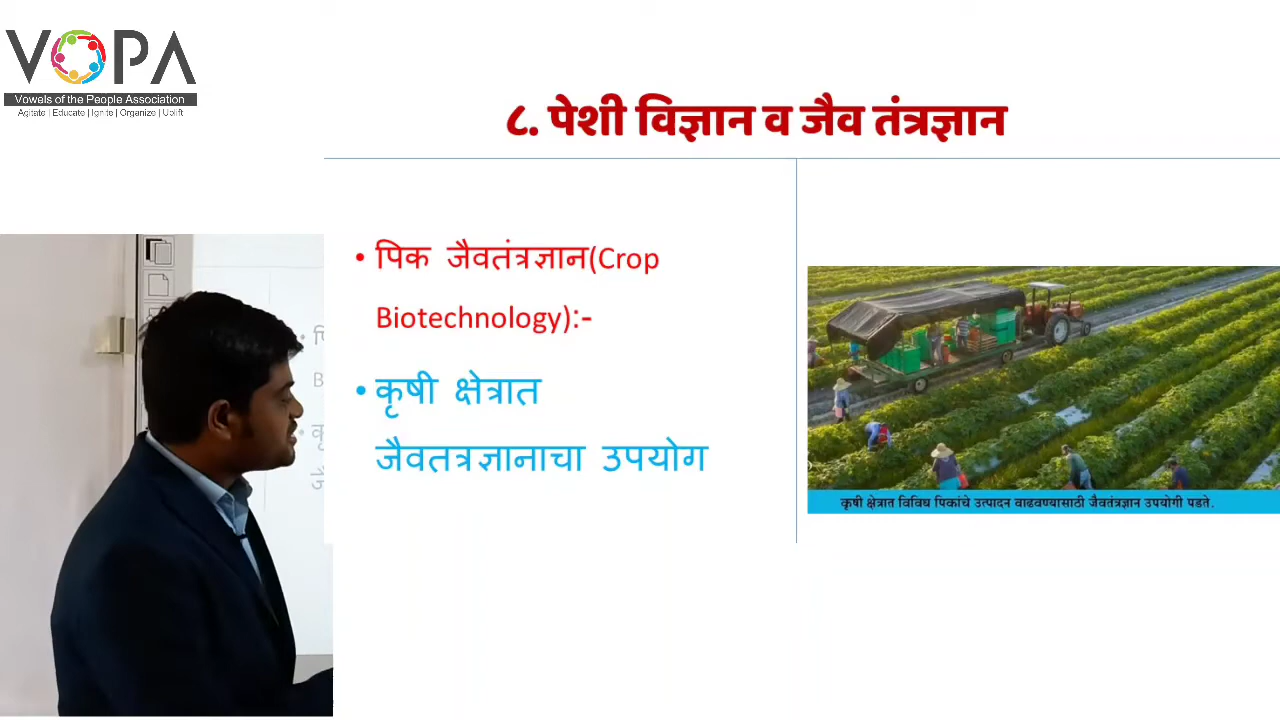 VOPA
Vowels of the People Association
Agitate | Educate | Ignite | Organize | Uplift
८. पेशी विज्ञान व जैव तंत्रज्ञान
• पिक जैवतंत्रज्ञान(Crop
Biotechnology):-
• कृषी क्षेत्रात
जैवतत्रज्ञानाचा उपयोग
कृषी क्षेत्रात विविध पिकांचे उत्पादन वाढवण्यासाठी जैवतंत्रज्ञान उपयोगी पडते.